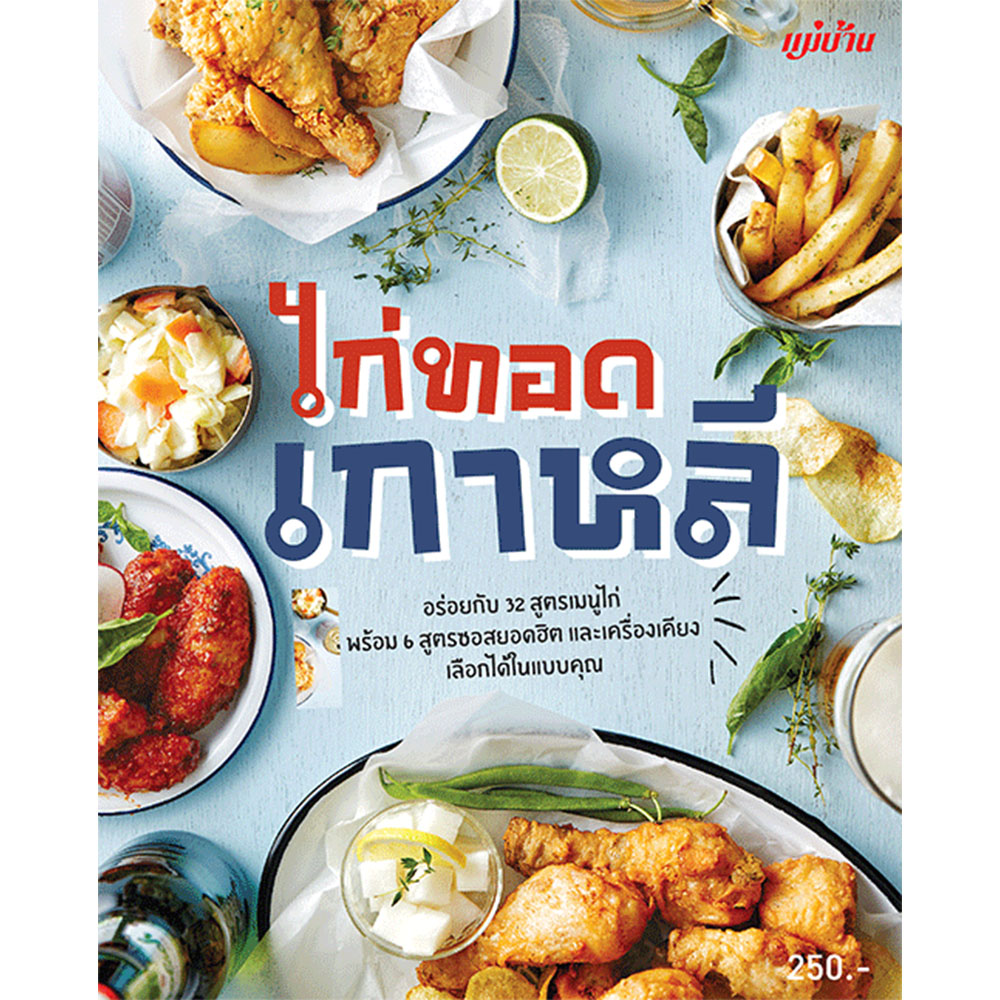 แม่บ้าน
ไก่ทอด
เกาหลี
อร่อยกับ 32 สูตรเมนูไก่
พร้อม 6 สูตรซอสยอดฮิต และเครื่องเคียง
เลือกได้ในแบบคุณ
250.-